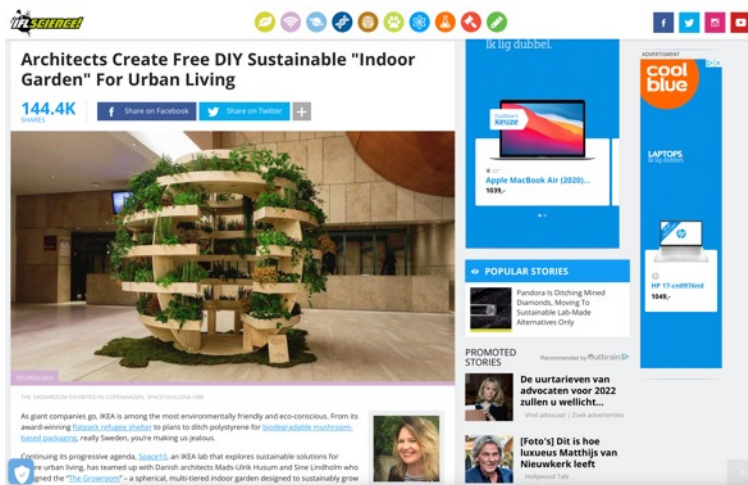 IFLSCIENCE!
Architects Create Free DIY Sustainable "Indoor
Garden" For Urban Living
144.4K
SHARES
Share on Facebook
Share on Twitter
+
TECHNOLOGY
THE GROWROOM EXHIBITED IN COPENHAGEN. SPACE10/ALONA VIBE
As giant companies go, IKEA is among the most environmentally friendly and eco-conscious. From its
award-winning flatpack refugee shelter to plans to ditch polystyrene for biodegradable mushroom-
based packaging, really Sweden, you're making us jealous.
Continuing its progressive agenda, Space10, an IKEA lab that explores sustainable solutions for
urban living, has teamed up with Danish architects Mads-Ulrik Husum and Sine Lindholm who
the "The Growroom" – a spherical, multi-tiered indoor garden designed to sustainably grow
Ik lig dubbel.
Coolblue's
Keuze
Apple MacBook Air (2020)...
1039,-
POPULAR STORIES
Pandora Is Ditching Mined
Diamonds, Moving To
Sustainable Lab-Made
Alternatives Only
PROMOTED
STORIES
Recommended by Outbrain
De uurtarieven van
advocaten voor 2022
zullen u wellicht...
Vind advocaat | Zoek advertenties
[Foto's] Dit is hoe
luxueus Matthijs van
Nieuwkerk leeft
Hollywood Tale
ADVERTISMENT
cool
blue
LAPTOPS
Ik lig dubbel.
hp
HP 17-cn0976nd
1049,-